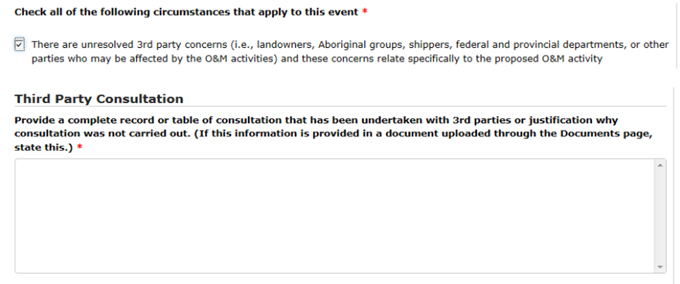 Check all of the following circumstances that apply to this event *
There are unresolved 3rd party concerns (i.e., landowners, Aboriginal groups, shippers, federal and provincial departments, or other
parties who may be affected by the O&M activities) and these concerns relate specifically to the proposed O&M activity
Third Party Consultation
Provide a complete record or table of consultation that has been undertaken with 3rd parties or justification why
consultation was not carried out. (If this information is provided in a document uploaded through the Documents page,
state this.) *